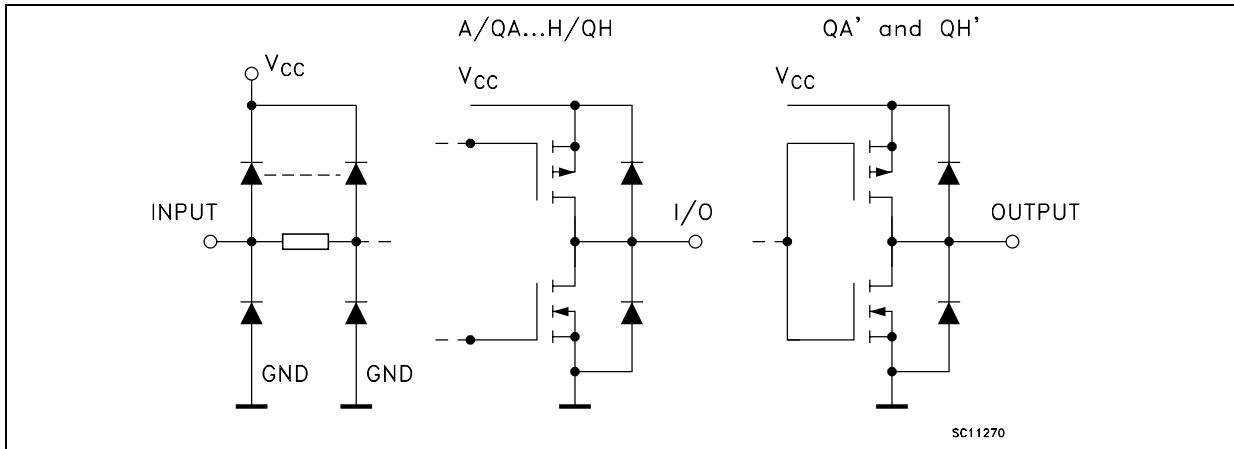 A/QA...H/QH
QA' and QH'
VCC
VCC
VCC
INPUT
I/O
OUTPUT
GND
GND
SC11270